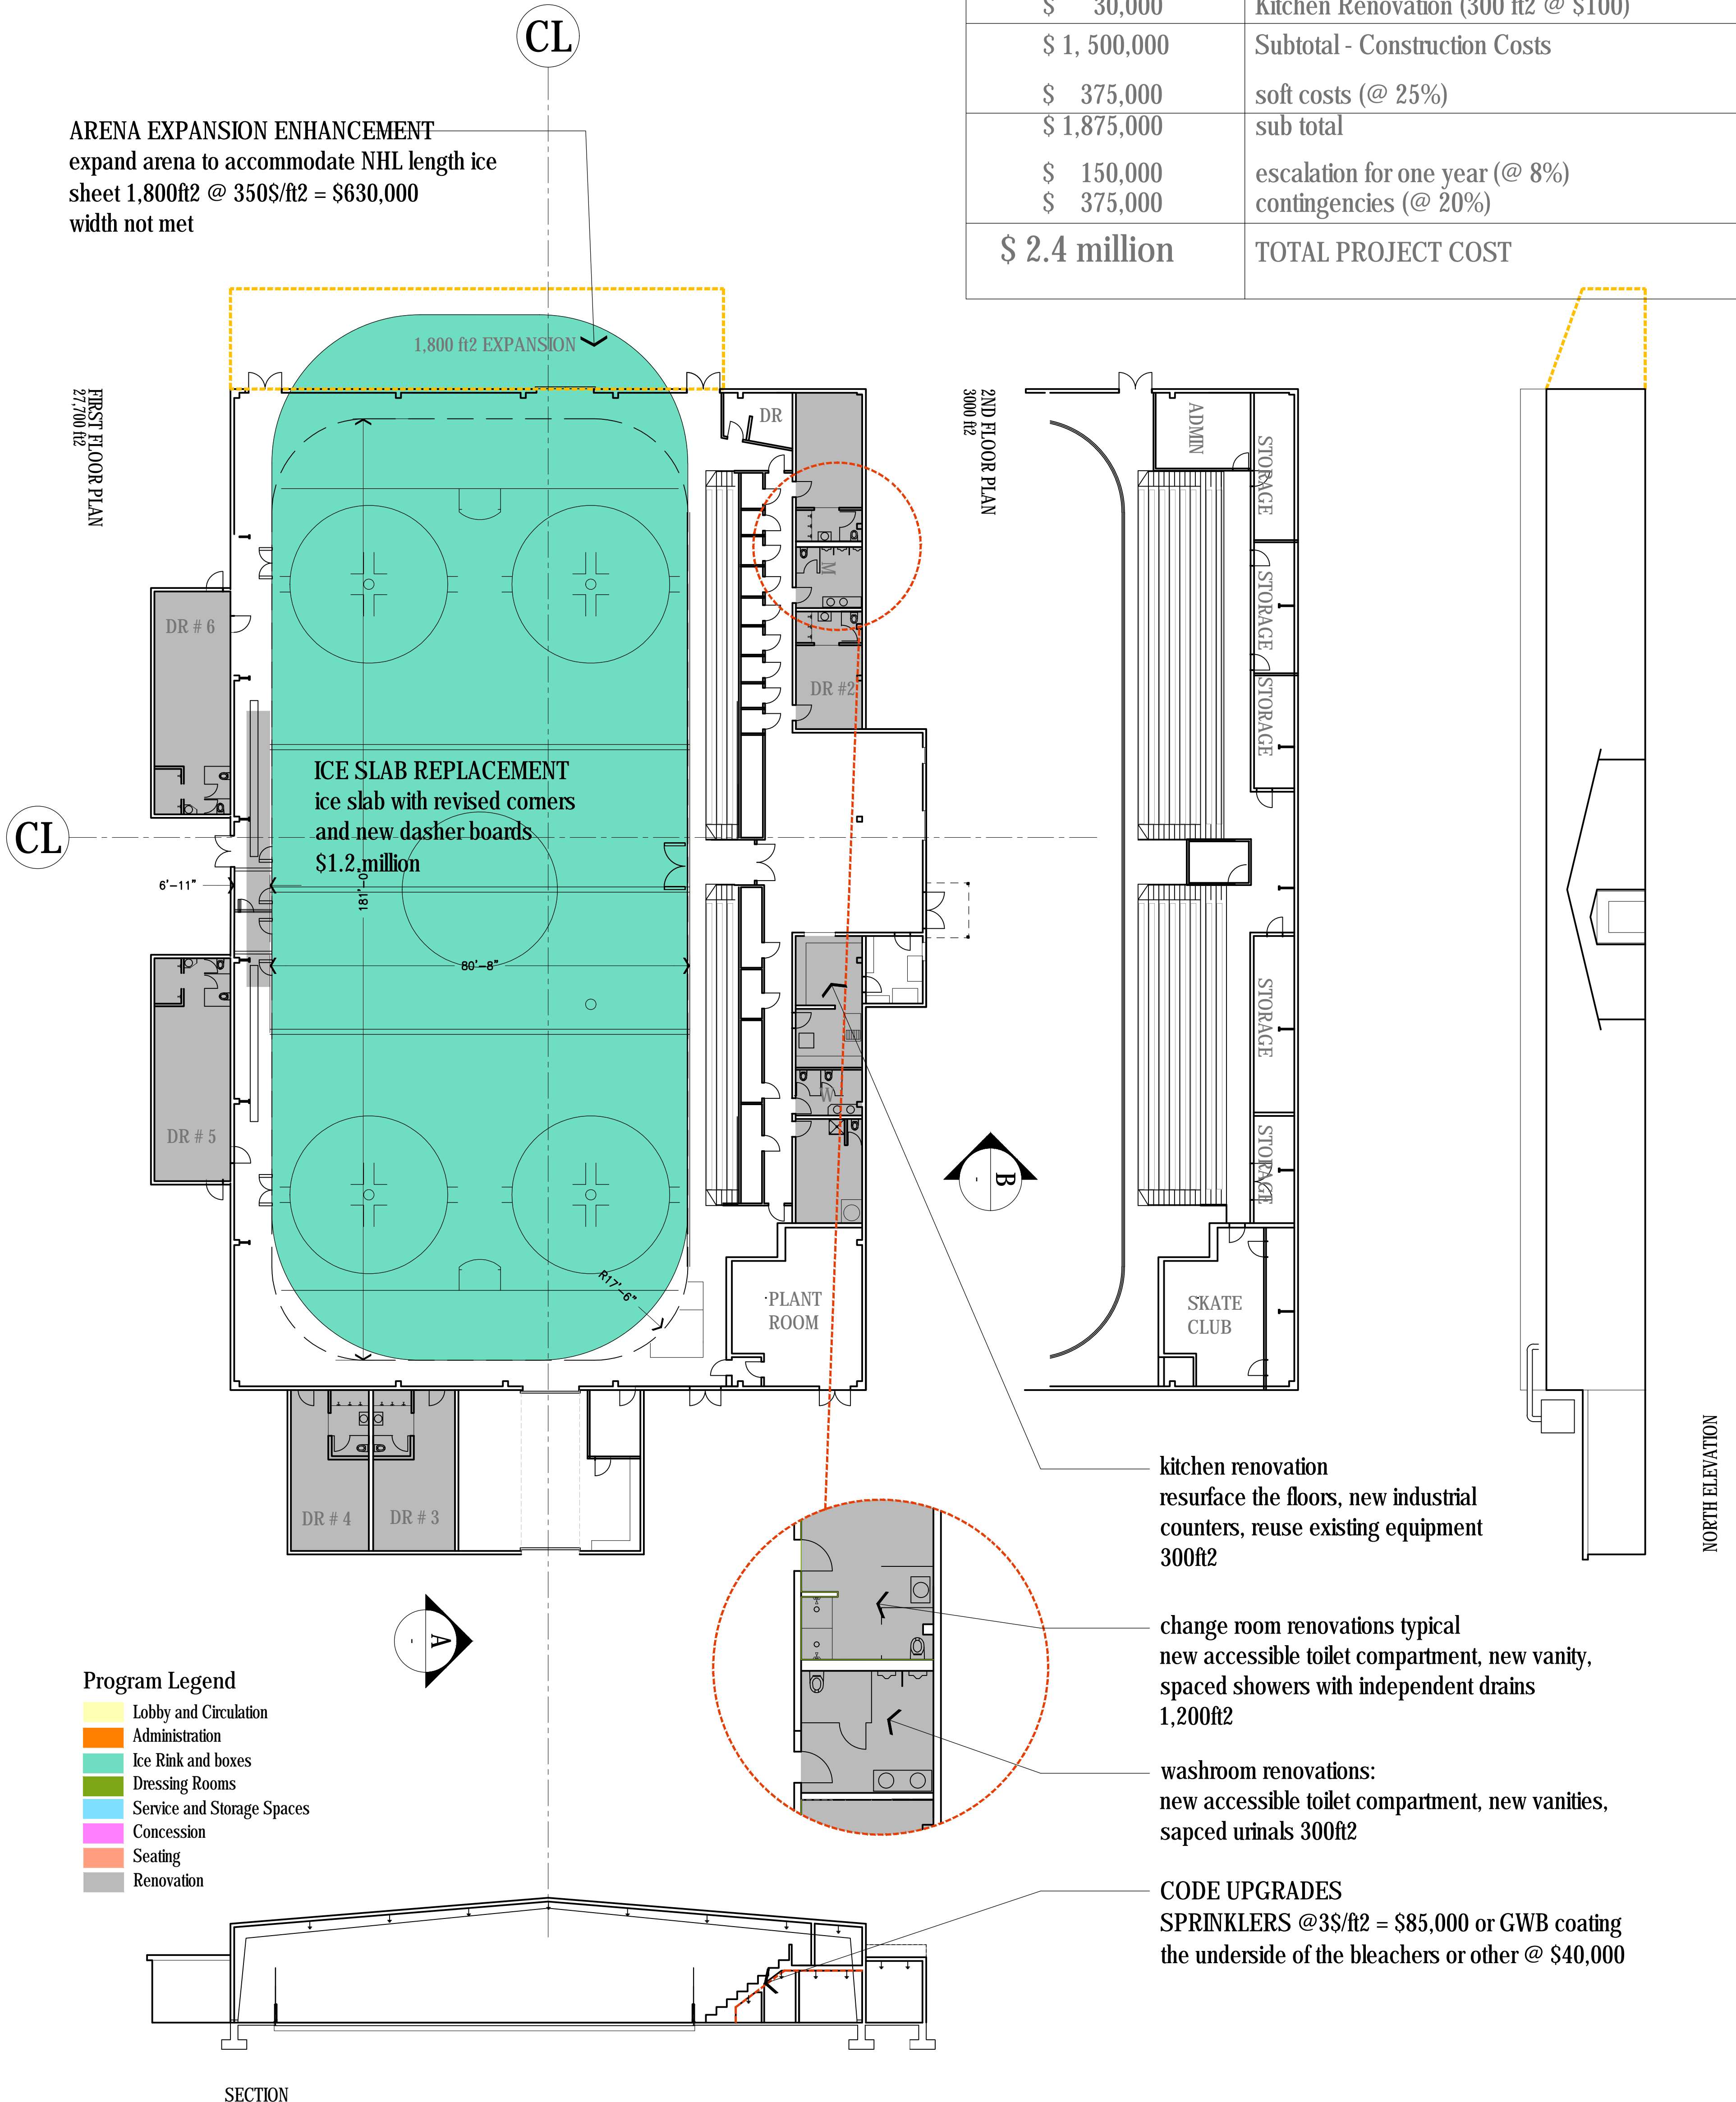 CL
$ 30,000 Kitchen Renovation (300 ft2 @ $100)
$ 1, 500,000 Subtotal - Construction Costs
$ 375,000 soft costs (@ 25%)
$ 1,875,000 sub total
$ 150,000 escalation for one year (@ 8%)
$ 375,000 contingencies (@ 20%)
$ 2.4 million TOTAL PROJECT COST
ARENA EXPANSION ENHANCEMENT
expand arena to accommodate NHL length ice
sheet 1,800ft2 @ 350$/ft2 = $630,000
width not met
1,800 ft2 EXPANSION
FIRST FLOOR PLAN
27,700 ft2
DR
2ND FLOOR PLAN
3000 ft2
ADMIN
STORAGE
STORAGE
STORAGE
STORAGE
STORAGE
DR # 6
M
DR #2
ICE SLAB REPLACEMENT
ice slab with revised corners
and new dasher boards
$1.2.million
CL
6'-11"
181'-0
80'-8"
W
DR # 5
B
-
R17'-6"
PLANT
ROOM
SKATE
CLUB
DR # 4
DR # 3
NORTH ELEVATION
kitchen renovation
resurface the floors, new industrial
counters, reuse existing equipment
300ft2
A
-
change room renovations typical
new accessible toilet compartment, new vanity,
spaced showers with independent drains
1,200ft2
washroom renovations:
new accessible toilet compartment, new vanities,
sapced urinals 300ft2
Program Legend
Lobby and Circulation
Administration
Ice Rink and boxes
Dressing Rooms
Service and Storage Spaces
Concession
Seating
Renovation
CODE UPGRADES
SPRINKLERS @3$/ft2 = $85,000 or GWB coating
the underside of the bleachers or other @ $40,000
SECTION